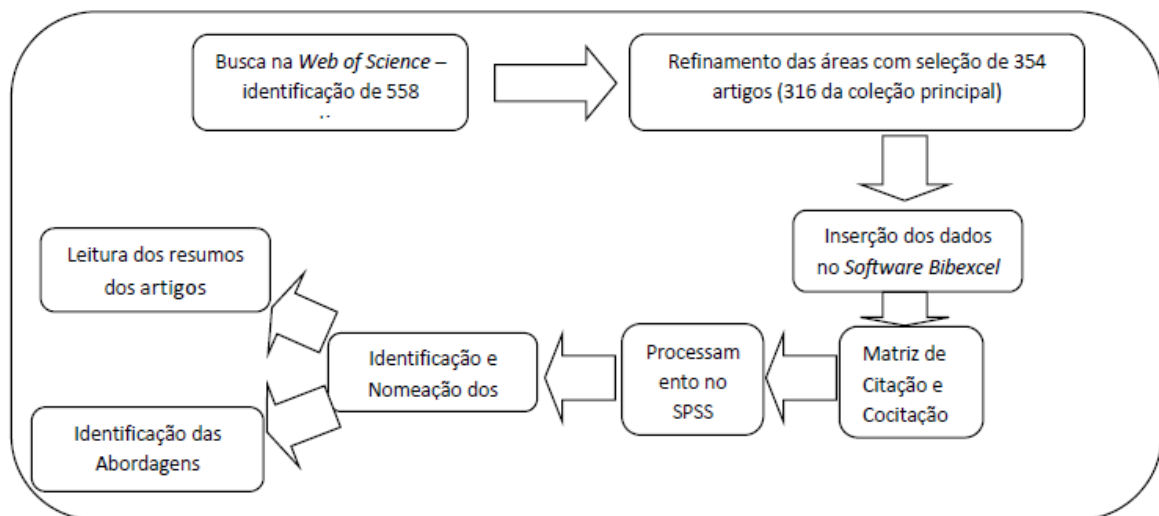 Busca na Web of Science –
identificação de 558
Refinamento das áreas com seleção de 354
artigos (316 da coleção principal)
Inserção dos dados
no Software Bibexcel
Matriz de
Citação e
Cocitação
Processam
ento no
SPSS
Identificação e
Nomeação dos
Leitura dos resumos
dos artigos
Identificação das
Abordagens